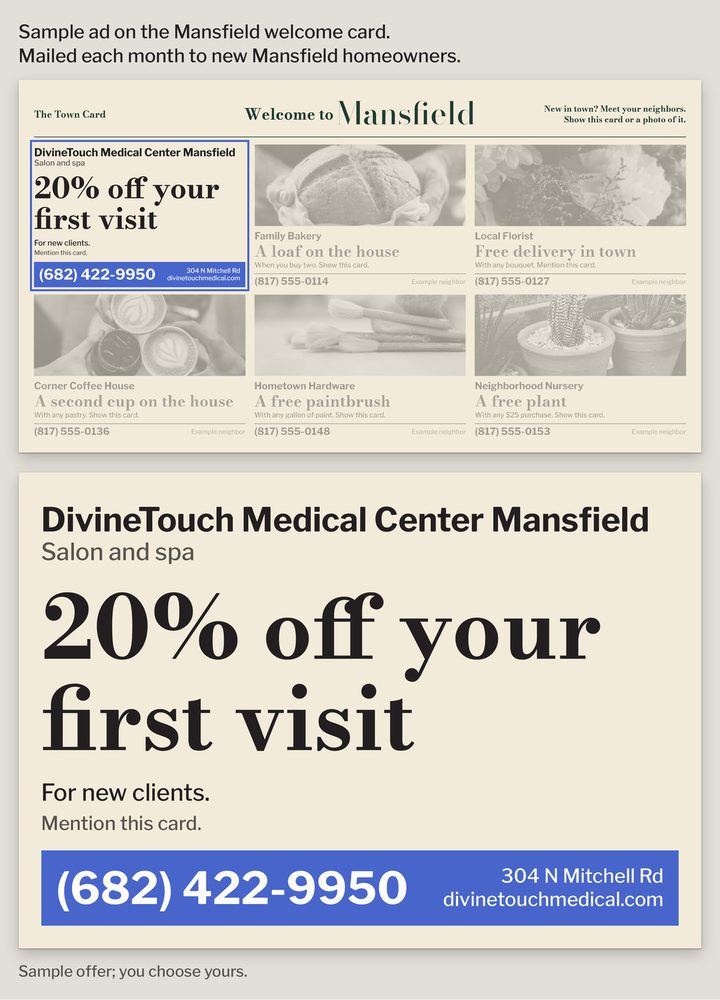 Sample ad on the Mansfield welcome card.
Mailed each month to new Mansfield homeowners.
The Town Card
Welcome to Mansfield
New in town? Meet your neighbors.
Show this card or a photo of it.
DivineTouch Medical Center Mansfield
Salon and spa
20% off your
first visit
For new clients.
Mention this card.
(682) 422-9950
304 N Mitchell Rd
divinetouchmedical.com
Family Bakery
A loaf on the house
When you buy two. Show this card.
(817) 555-0114
Example neighbor
Local Florist
Free delivery in town
With any bouquet. Mention this card.
(817) 555-0127
Example neighbor
Corner Coffee House
A second cup on the house
With any pastry. Show this card.
(817) 555-0136
Example neighbor
Hometown Hardware
A free paintbrush
With any gallon of paint. Show this card.
(817) 555-0148
Example neighbor
Neighborhood Nursery
A free plant
With any $25 purchase. Show this card.
(817) 555-0153
Example neighbor
DivineTouch Medical Center Mansfield
Salon and spa
20% off your
first visit
For new clients.
Mention this card.
(682) 422-9950
304 N Mitchell Rd
divinetouchmedical.com
Sample offer; you choose yours.